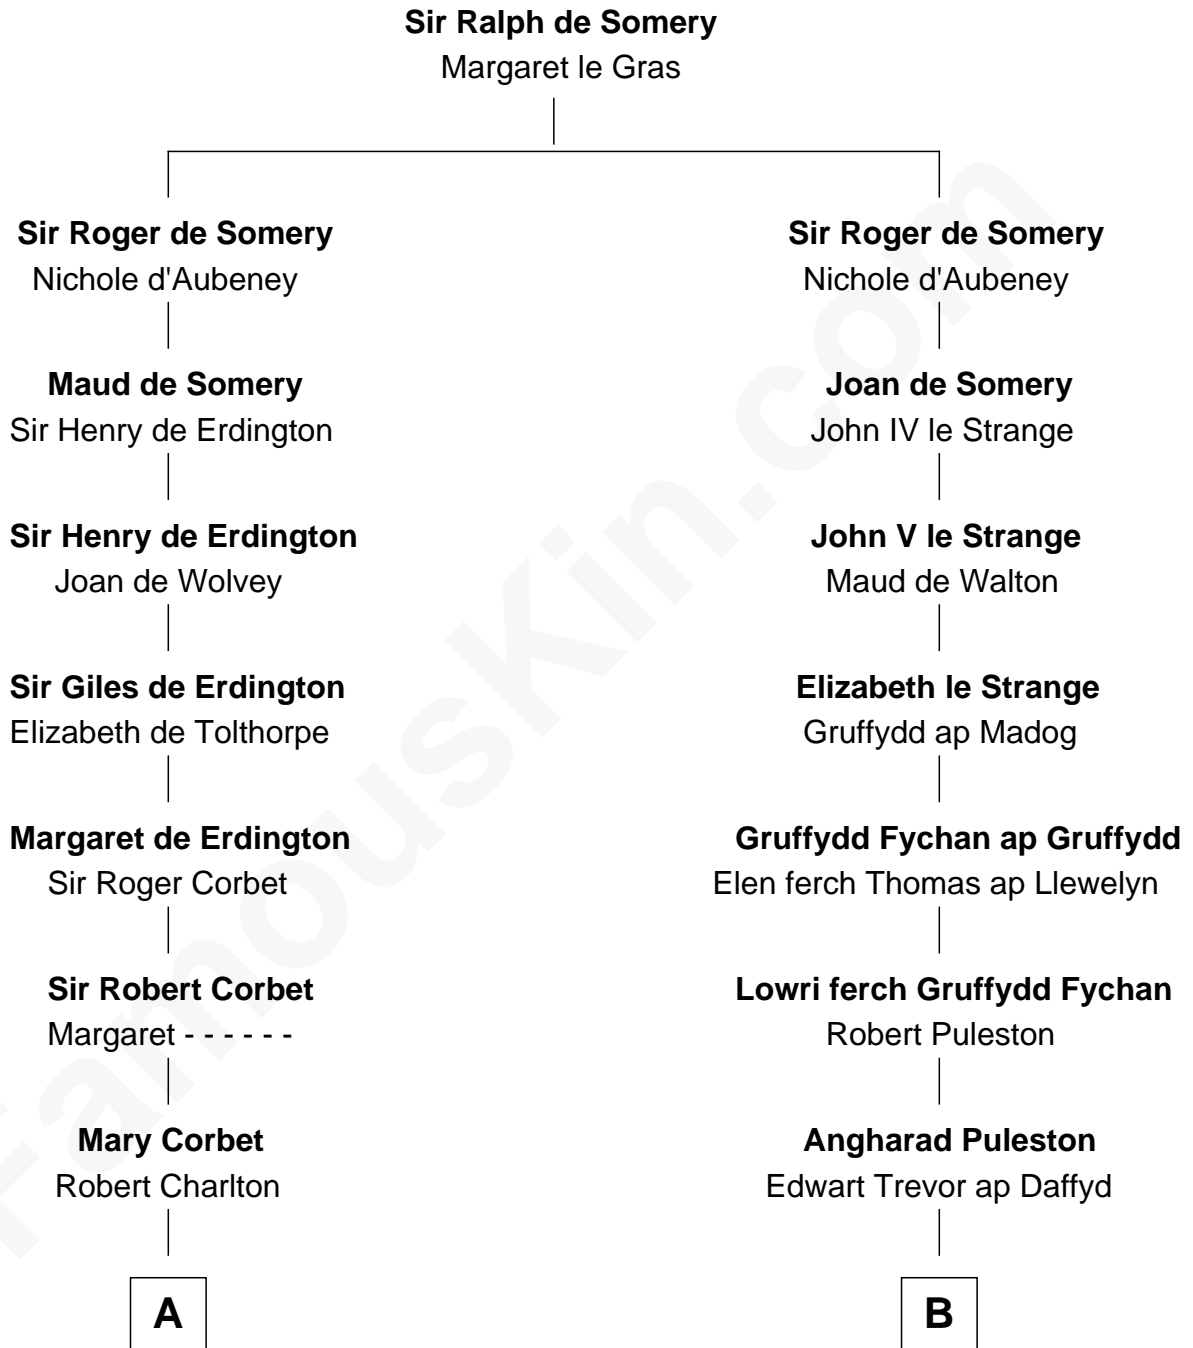 Sir Ralph de Somery
Margaret le Gras
Sir Roger de Somery
Nichole d'Aubeney
Maud de Somery
Sir Henry de Erdington
Sir Henry de Erdington
Joan de Wolvey
Sir Giles de Erdington
Elizabeth de Tolthorpe
Margaret de Erdington
Sir Roger Corbet
Sir Robert Corbet
Margaret - - - - - -
Mary Corbet
Robert Charlton
A
Sir Roger de Somery
Nichole d'Aubeney
Joan de Somery
John IV le Strange
John V le Strange
Maud de Walton
Elizabeth le Strange
Gruffydd ap Madog
Gruffydd Fychan ap Gruffydd
Elen ferch Thomas ap Llewelyn
Lowri ferch Gruffydd Fychan
Robert Puleston
Angharad Puleston
Edwart Trevor ap Daffyd
B
FamousKin.com